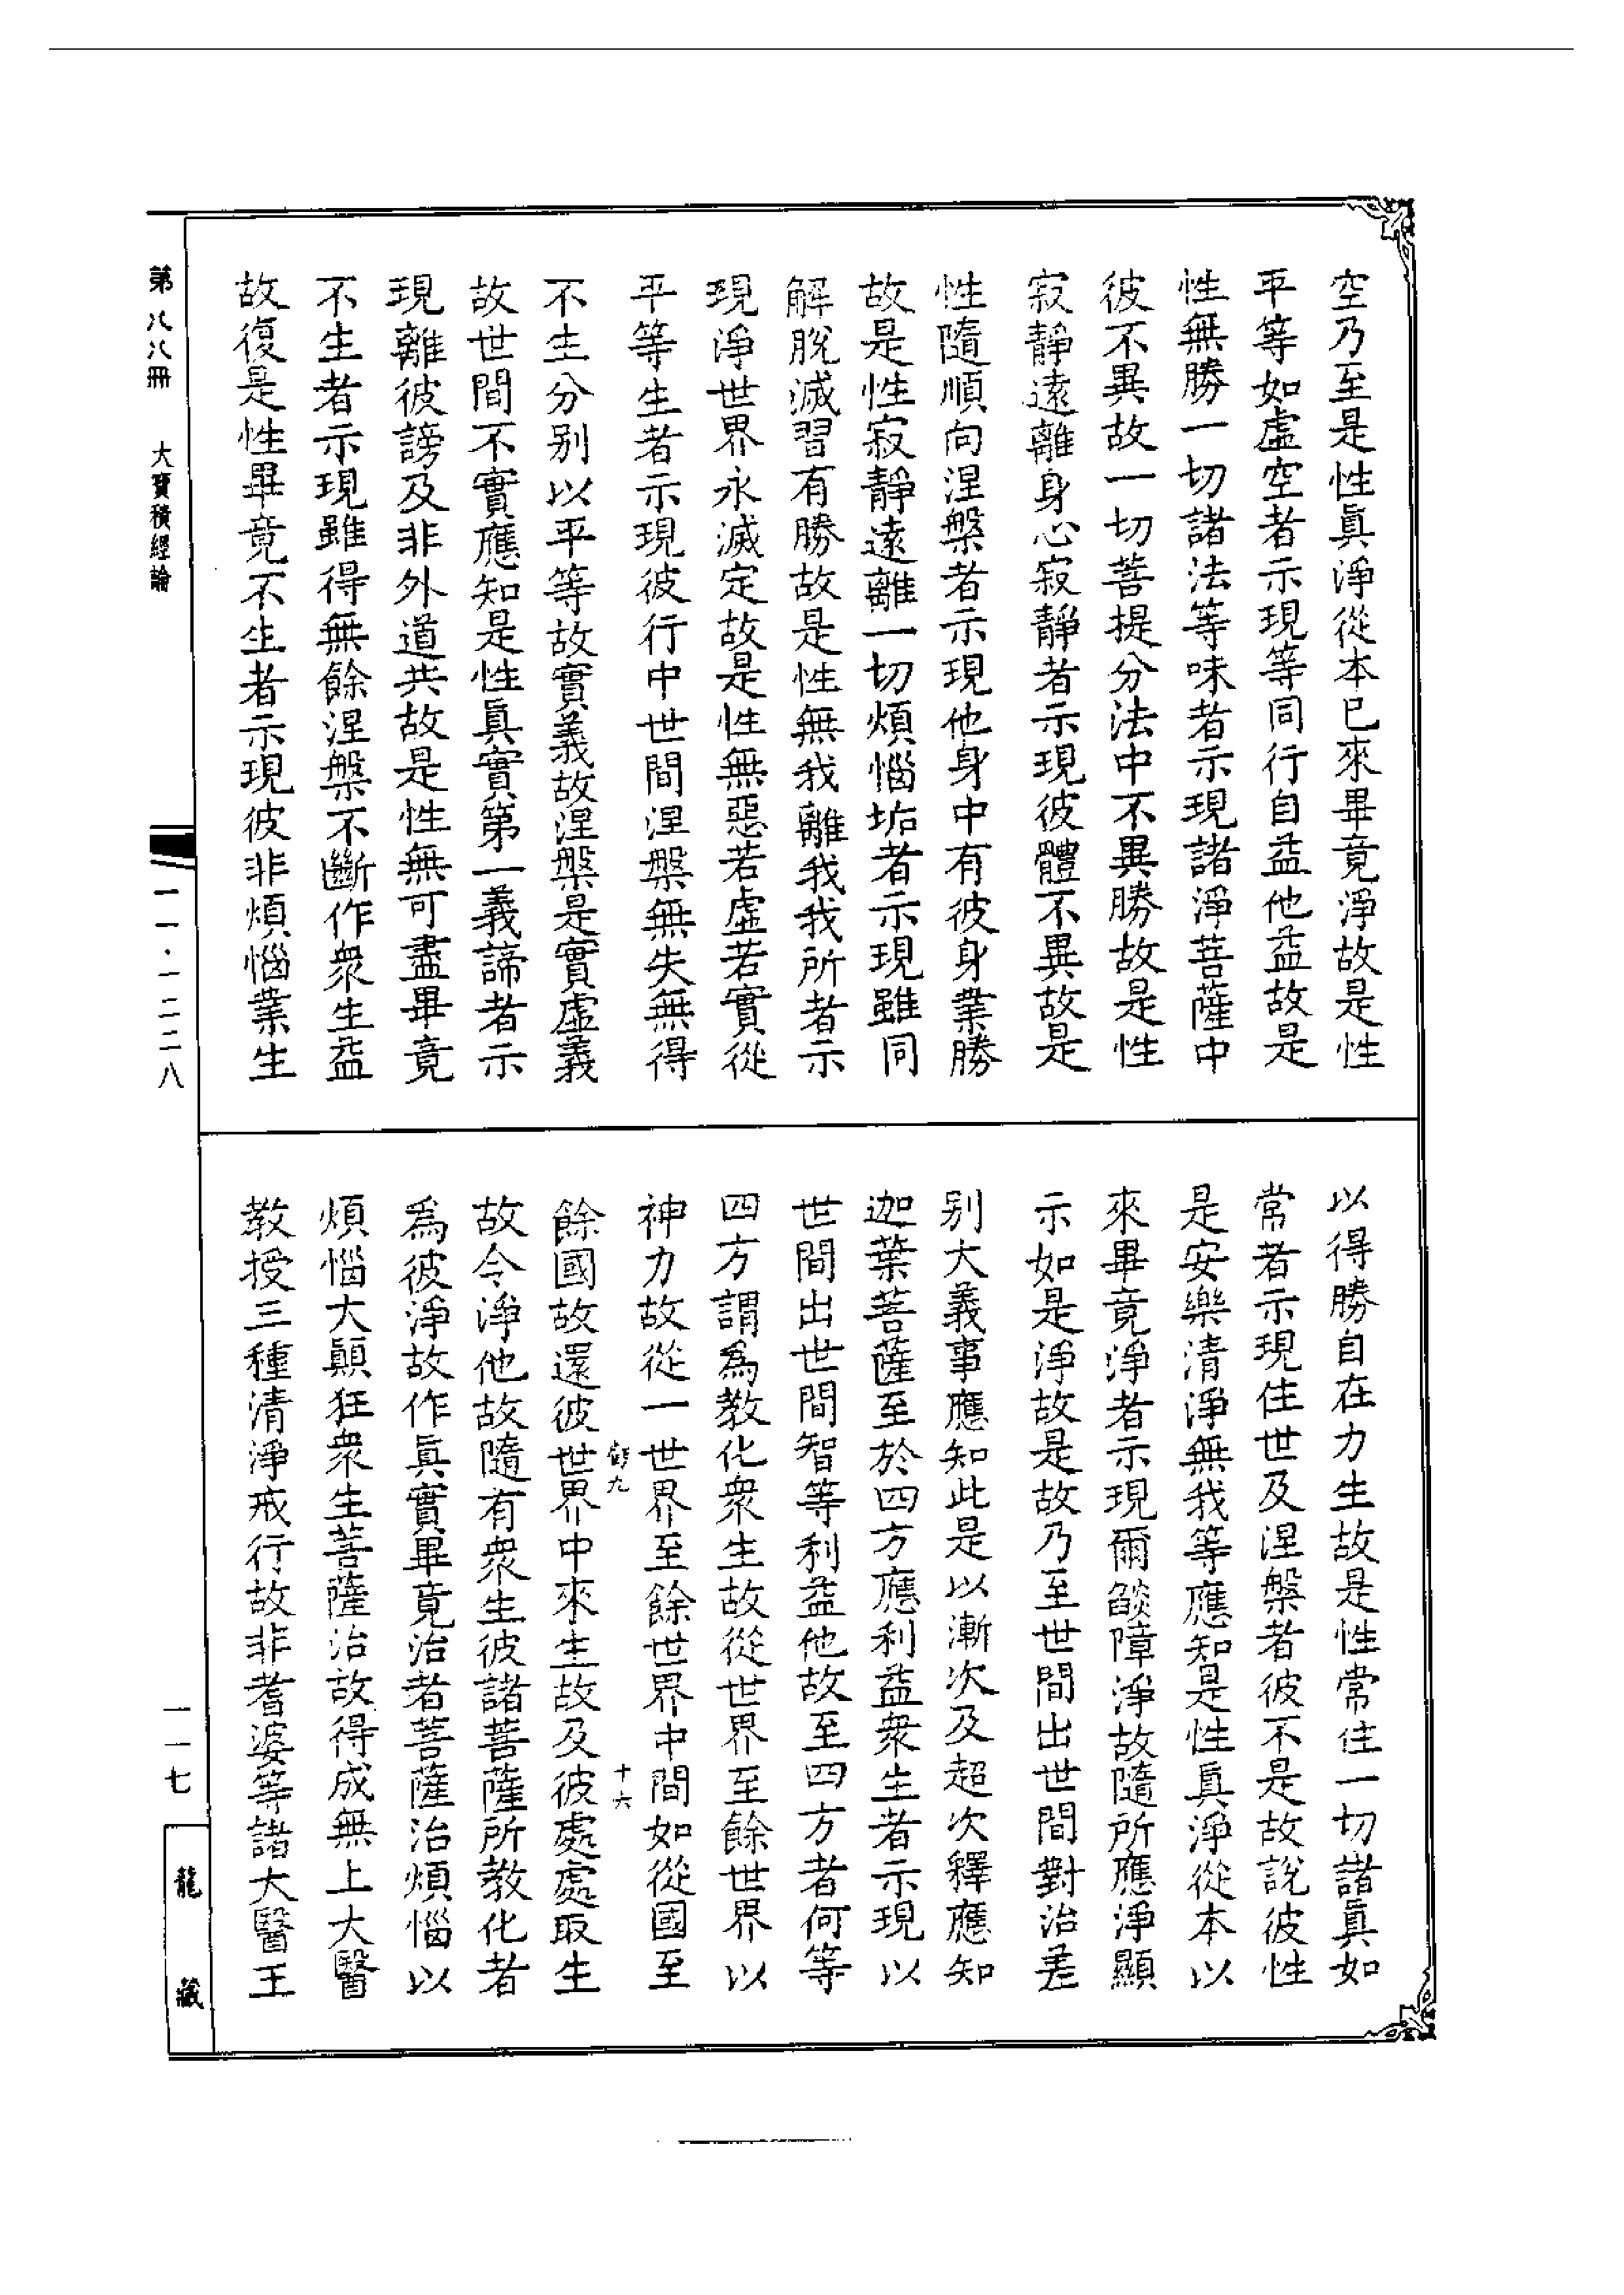 空乃至是性眞淨從本已來畢竟淨故是性
平等如虛空者示現等同行自益他益故是
性無勝一切諸法等味者示現諸淨菩薩中
彼不異故一切菩提分法中不異勝故是性
寂靜遠離身心寂靜者示現彼體不異故是
性隨順向涅槃者示現他身中有彼身業勝
故是性寂靜遠離一切煩惱垢者示現雖同
解脫滅習有勝故是性無我離我我所者示
現淨世界永滅定故是性無惡若虛若實從
平等生者示現彼行中世間涅槃無失無得
不生分别以平等故實義故涅槃是實虛義
故世間不實應知是性眞實第一義諦者示
現離彼謗及非外道共故是性無可盡畢竟
不生者示現雖得無餘涅槃不斷作衆生益
故復是性畢竟不生者示現彼非煩惱業生
以得勝自在力生故是性常住一切諸眞如
常者示現住世及涅槃者彼不是故說彼性
是安樂清淨無我等應知是性眞淨從本以
來畢竟淨者示現爾燄障淨故隨所應淨顯
示如是淨故是故乃至世間出世間對治差
别大義事應知此是以漸次及超次釋應知
迦葉菩薩至於四方應利益衆生者示現以
世間出世間智等利益他故至四方者何等
四方謂爲教化衆生故從世界至餘世界以
神力故從一世界至餘世界中間如從國至
餘國故還彼世界中來生故及彼處處取生
故令淨他故隨有衆生彼諸菩薩所教化者
爲彼淨故作眞實畢竟治者菩薩治煩惱以
煩惱大顚狂衆生菩薩治故得成無上大醫
教授三種清淨戒行故非耆婆等諸大醫王
九
十六
第八八冊　大寶積經論
一一·一二二八
一一七
龍藏